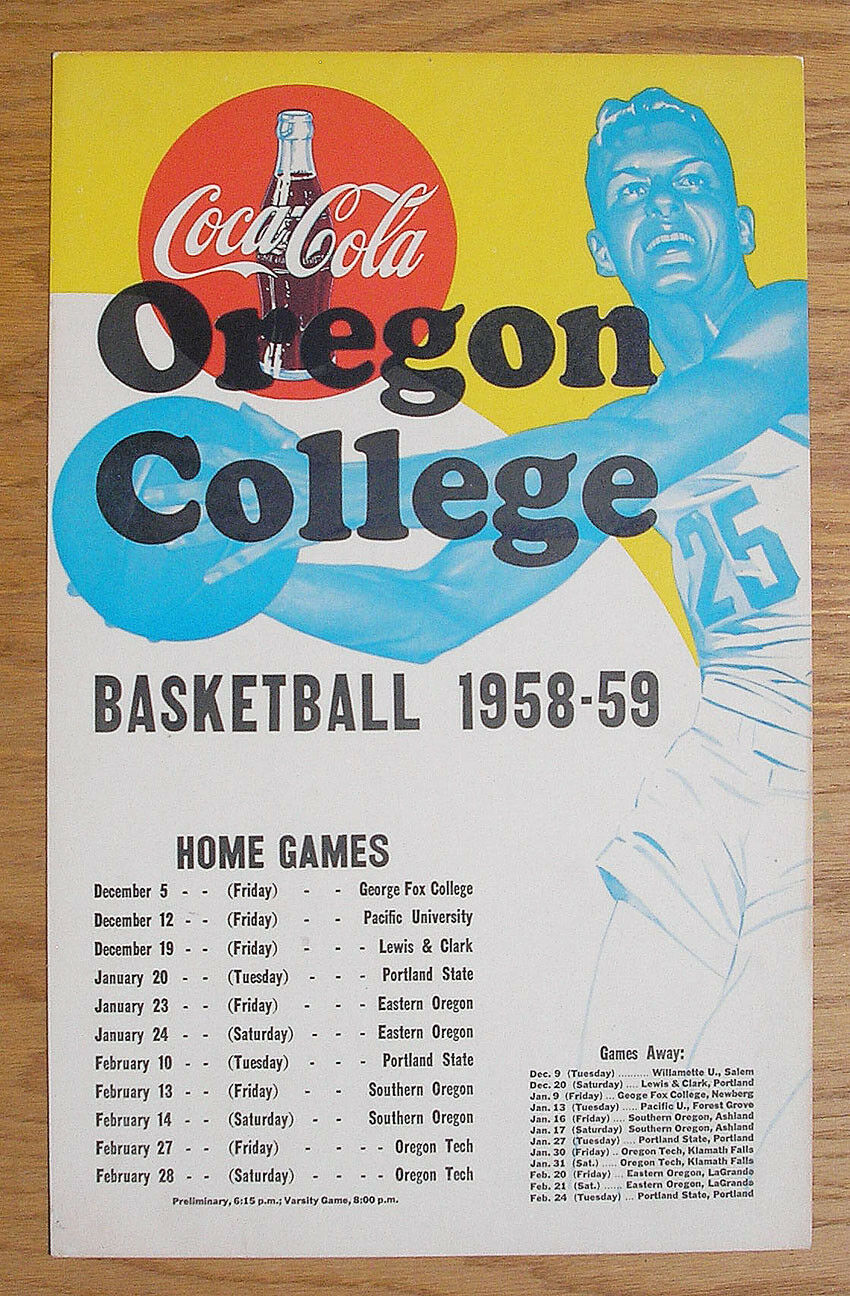 Coca-Cola
Oregon
College
25
BASKETBALL 1958-59
HOME GAMES
December 5 - - (Friday) - - George Fox College
December 12 - - (Friday) - - Pacific University
December 19 - - (Friday) - - - Lewis & Clark
January 20 - - (Tuesday) - - - Portland State
January 23 - - (Friday) - - - Eastern Oregon
January 24 - - (Saturday) - - - Eastern Oregon
February 10 - - (Tuesday) - - - Portland State
February 13 - - (Friday) - - Southern Oregon
February 14 - - (Saturday) - - Southern Oregon
February 27 - - (Friday) - - - - Oregon Tech
February 28 - - (Saturday) - - - Oregon Tech
Preliminary, 6:15 p.m.; Varsity Game, 8:00 p.m.
Games Away:
Dec. 9 (Tuesday) .......... Willamette U., Salem
Dec. 20 (Saturday) .... Lewis & Clark, Portland
Jan. 9 (Friday) ... Geoge Fox College, Newberg
Jan. 13 (Tuesday) ..... Pacific U., Forest Grove
Jan. 16 (Friday) .... Southern Oregon, Ashland
Jan. 17 (Saturday) Southern Oregon, Ashland
Jan. 27 (Tuesday) .... Portland State, Portland
Jan. 30 (Friday) .. Oregon Tech, Klamath Falls
Jan. 31 (Sat.) ..... Oregon Tech, Klamath Falls
Feb. 20 (Friday) .... Eastern Oregon, LaGrande
Feb. 21 (Sat.) ...... Eastern Oregon, LaGrande
Feb. 24 (Tuesday) ... Portland State, Portland